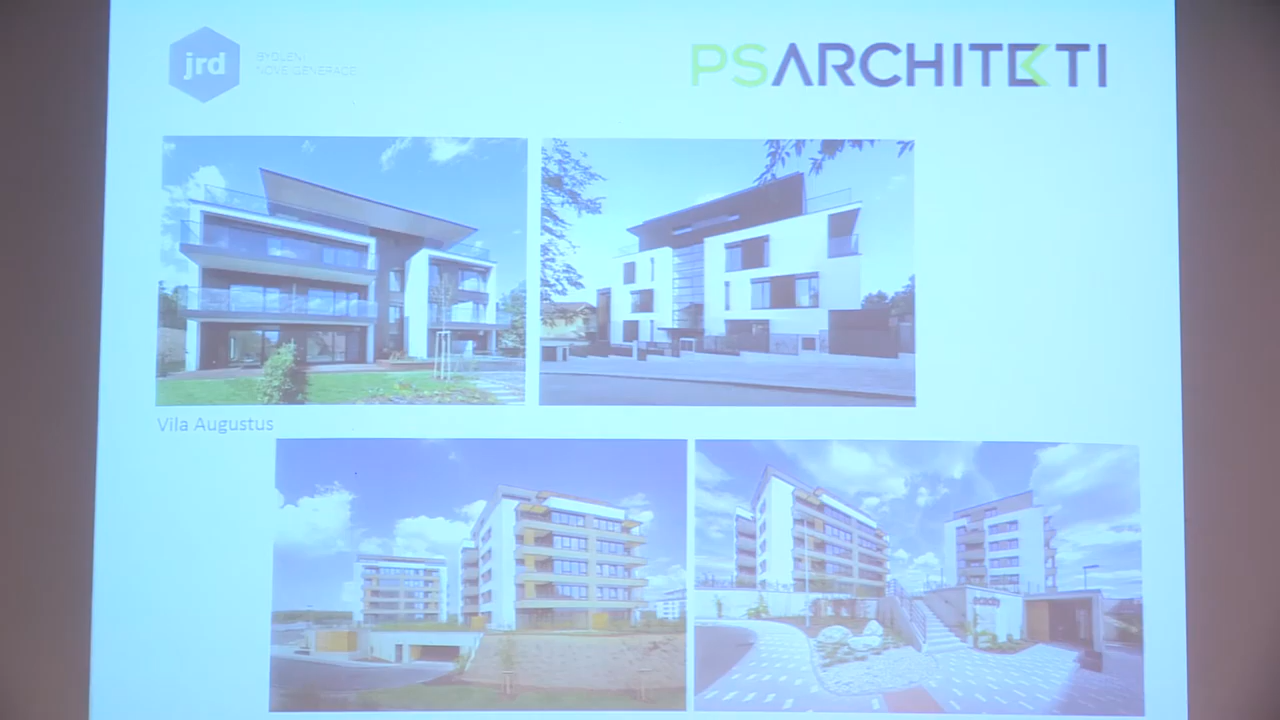 jrd
BYDLENÍ
NOVÉ GENERACE
PSARCHITEKTI
Vila Augustus